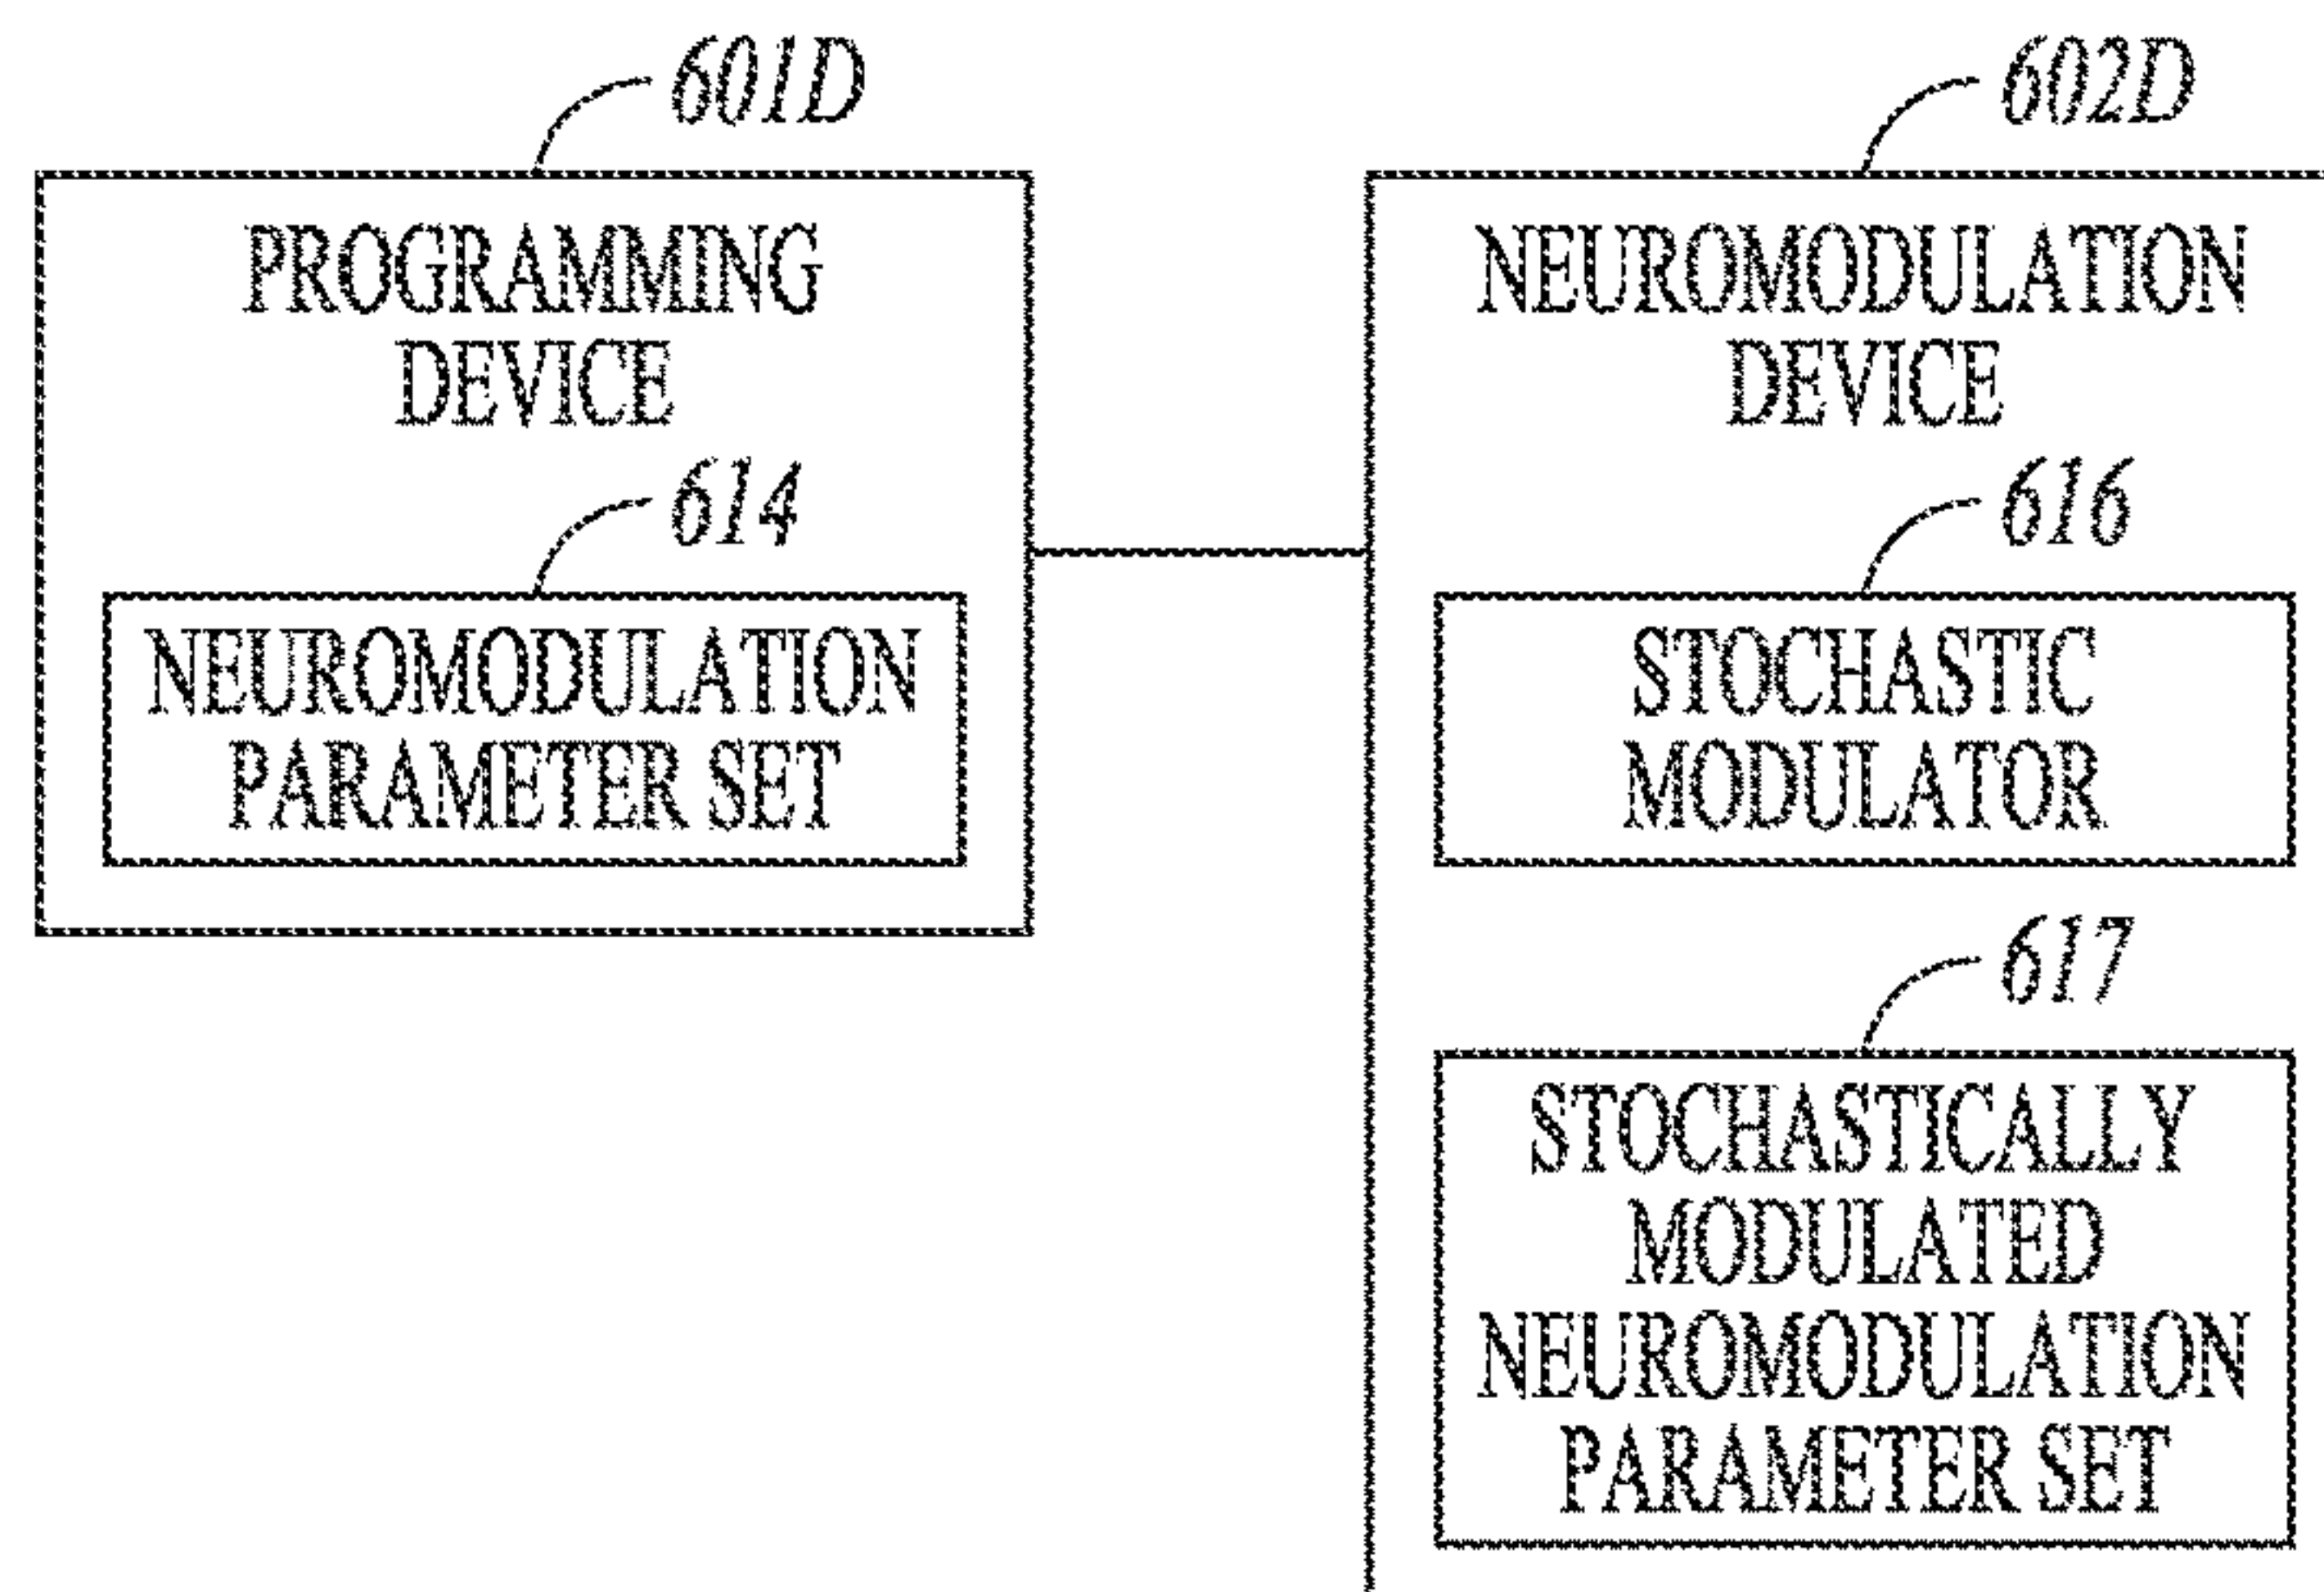 601D
PROGRAMMING
DEVICE
614
NEUROMODULATION
PARAMETER SET
602D
NEUROMODULATION
DEVICE
616
STOCHASTIC
MODULATOR
617
STOCHASTICALLY
MODULATED
NEUROMODULATION
PARAMETER SET